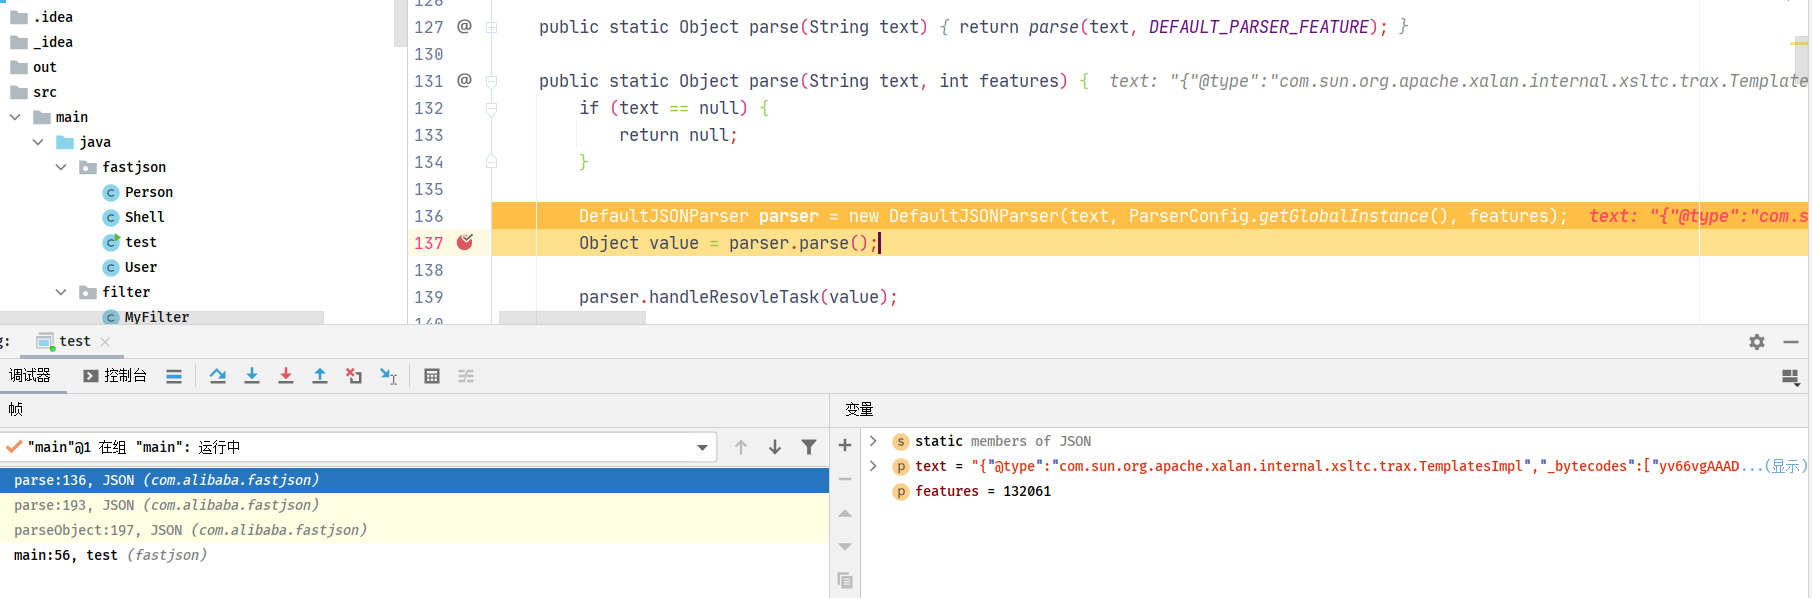 .idea
_idea
out
src
main
java
fastjson
Person
Shell
test
User
filter
MyFilter
126
127 @ public static Object parse(String text) { return parse(text, DEFAULT_PARSER_FEATURE); }
130
131 @ public static Object parse(String text, int features) { text: "{"@type":"com.sun.org.apache.xalan.internal.xsltc.trax.Template
132 if (text == null) {
133 return null;
134 }
135
136 DefaultJSONParser parser = new DefaultJSONParser(text, ParserConfig.getGlobalInstance(), features); text: "{"@type":"com.s
137 Object value = parser.parse();
138
139 parser.handleResovleTask(value);
140
g: test
调试器 控制台
帧
"main"@1 在组 "main": 运行中
parse:136, JSON (com.alibaba.fastjson)
parse:193, JSON (com.alibaba.fastjson)
parseObject:197, JSON (com.alibaba.fastjson)
main:56, test (fastjson)
变量
static members of JSON
text = "{"@type":"com.sun.org.apache.xalan.internal.xsltc.trax.TemplatesImpl","_bytecodes":["yv66vgAAAD...(显示)
features = 132061